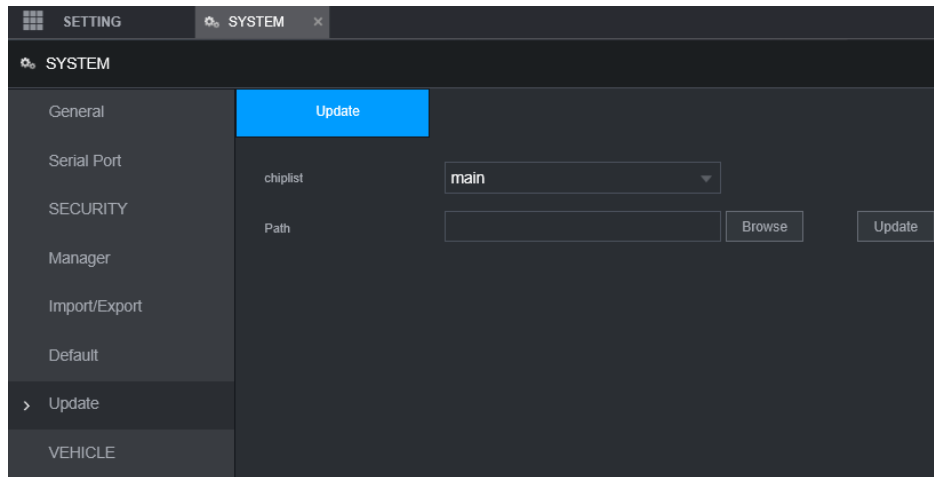 SETTING SYSTEM ×
SYSTEM
General
Update
Serial Port
chiplist main
SECURITY
Path Browse Update
Manager
Import/Export
Default
Update
VEHICLE